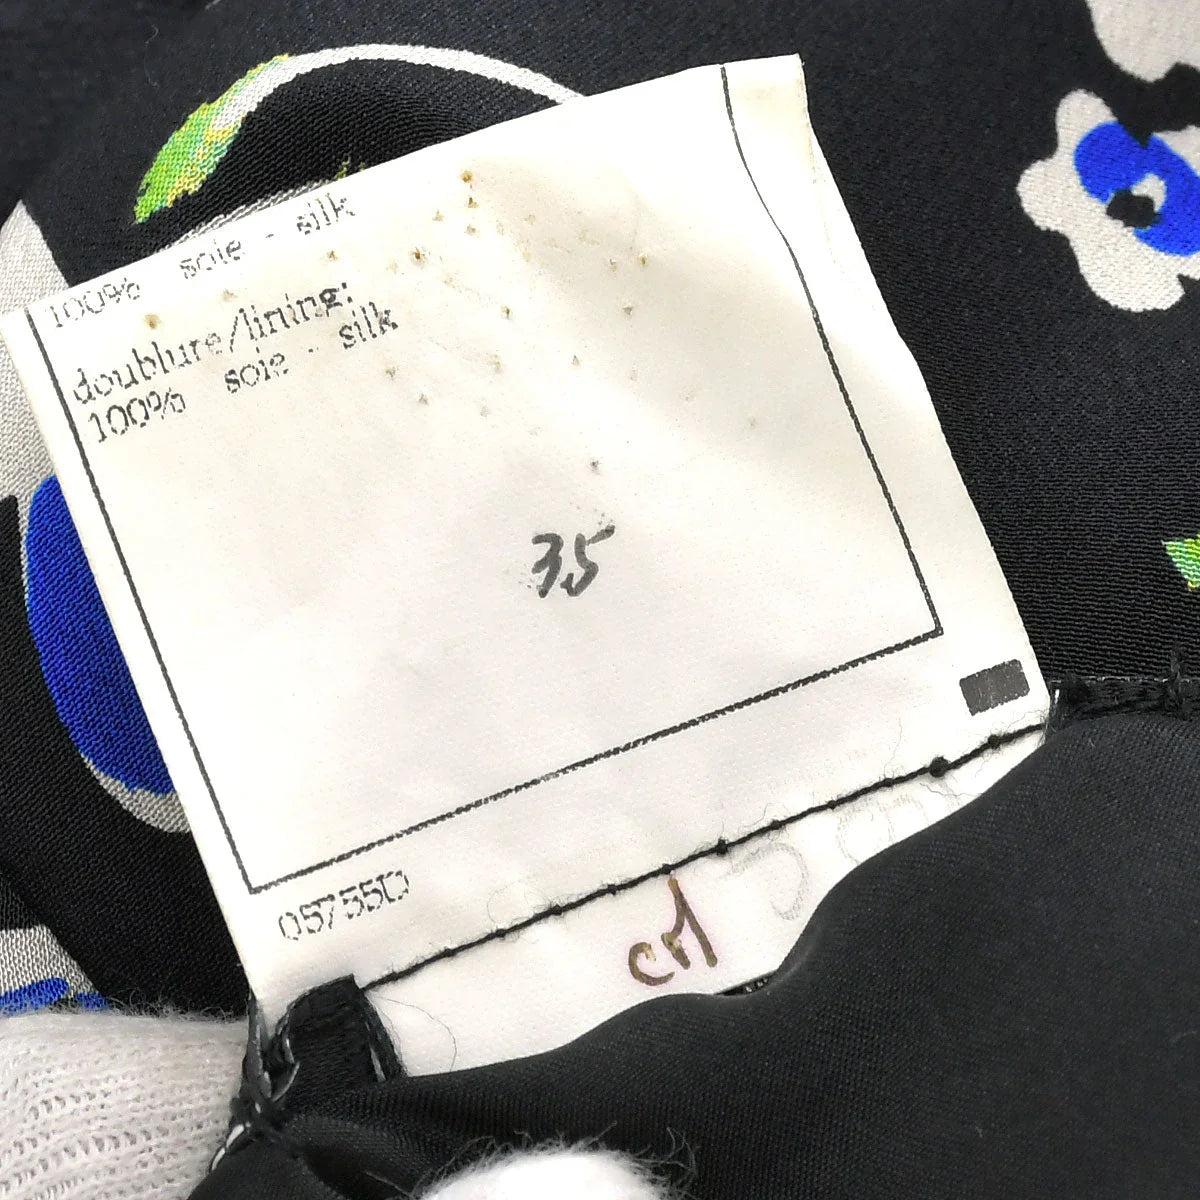 100% soie - silk
doublure/lining:
100% soie - silk
35
05755D